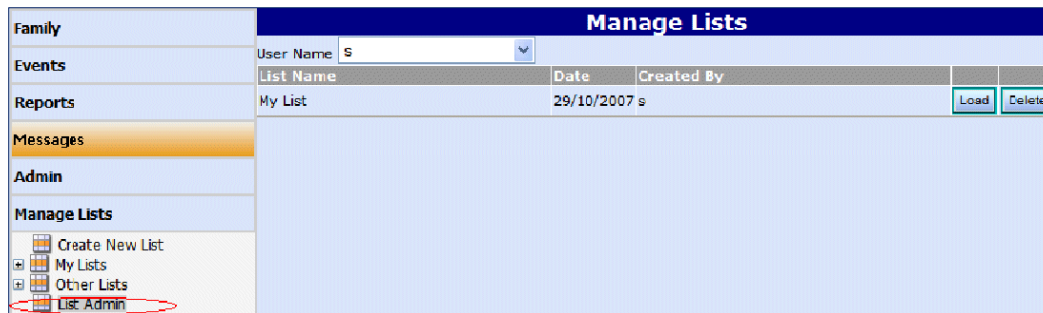 Family
Events
Reports
Messages
Admin
Manage Lists
Create New List
My Lists
Other Lists
List Admin
Manage Lists
User Name s
List Name Date Created By
My List 29/10/2007 s Load Delete